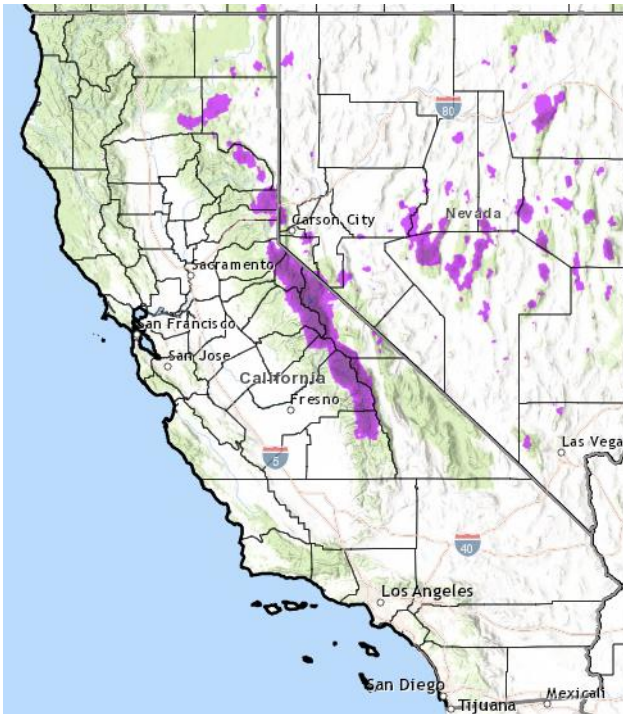 80
Carson City
Nevada
Sacramento
San Francisco
San Jose
California
Fresno
5
Las Vega
40
Los Angeles
San Diego
Mexicali
Tijuana